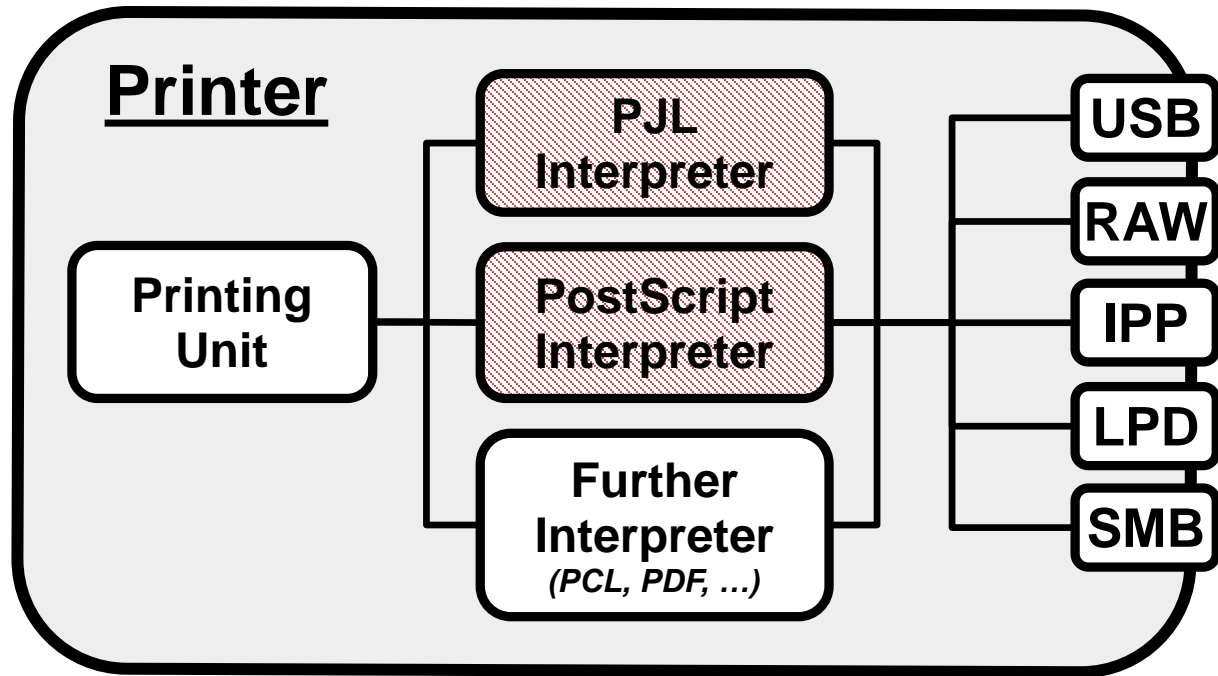 Printer
PJL
Interpreter
Printing
Unit
PostScript
Interpreter
Further
Interpreter
(PCL, PDF, …)
USB
RAW
IPP
LPD
SMB